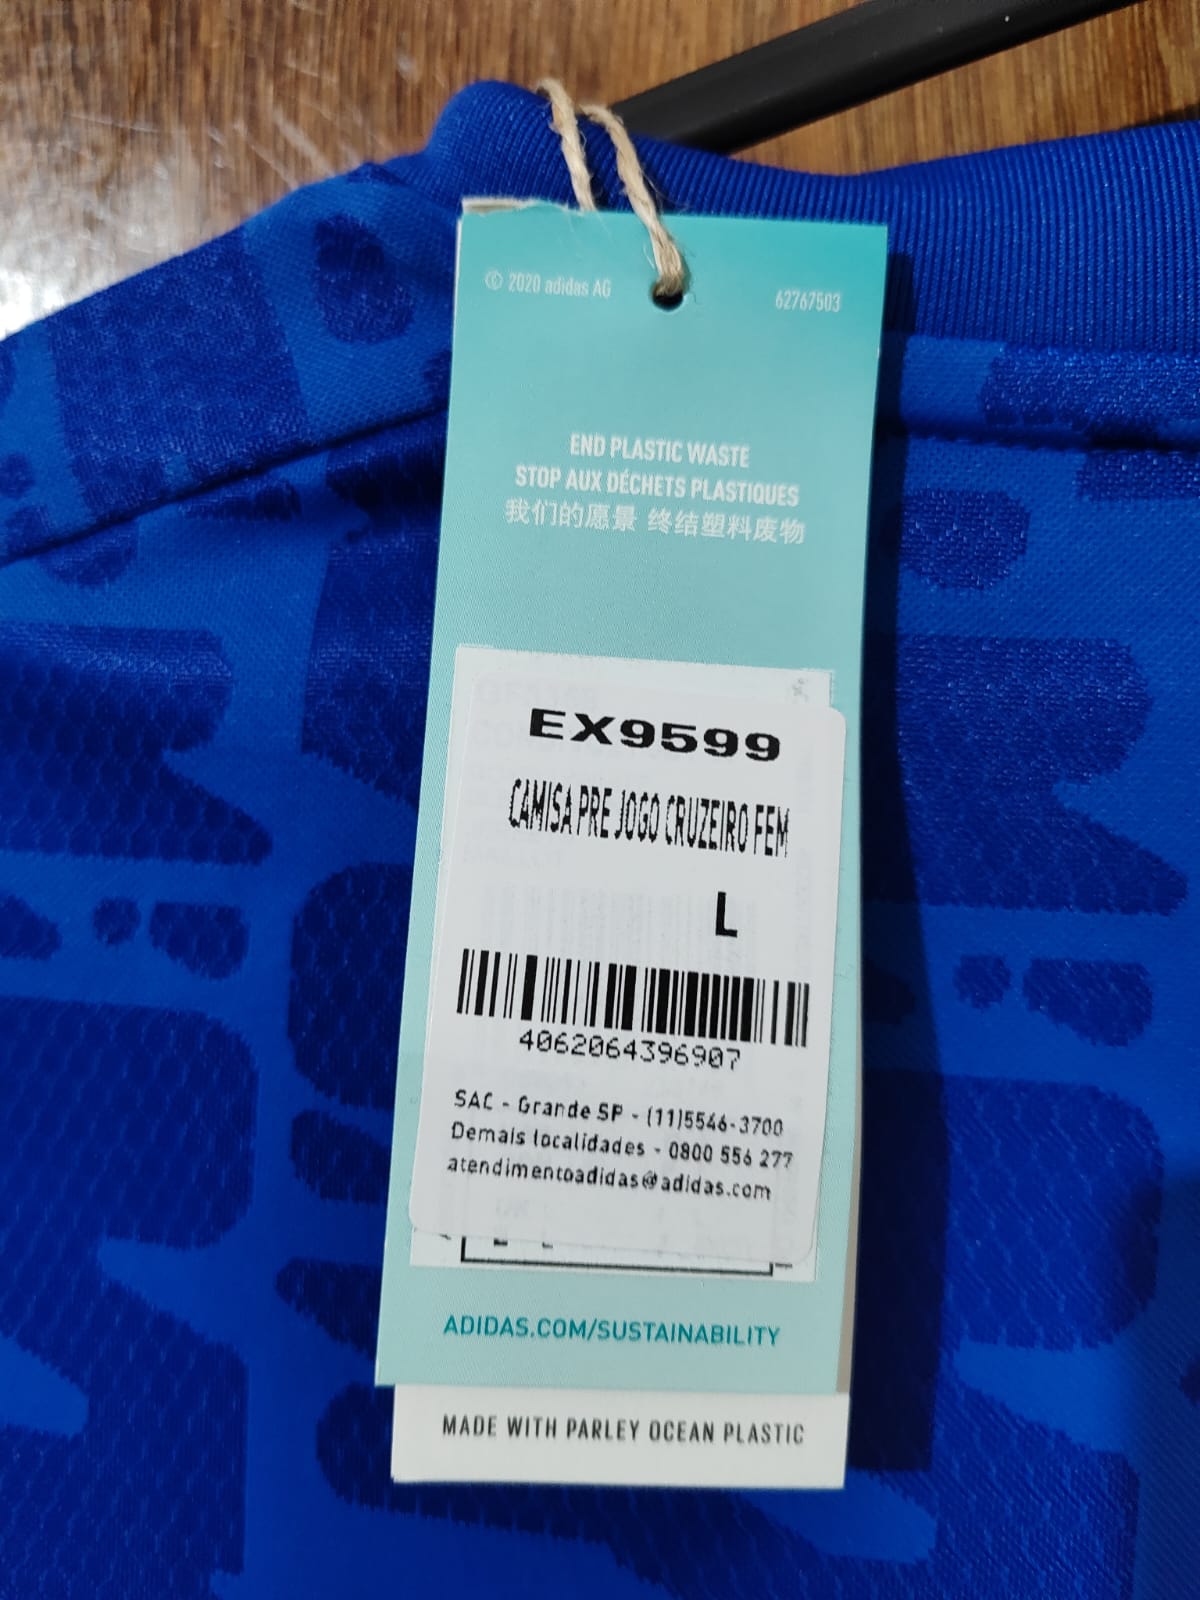 © 2020 adidas AG
62767503
END PLASTIC WASTE
STOP AUX DÉCHETS PLASTIQUES
我们的愿景 终结塑料废物
EX9599
CAMISA PRE JOGO CRUZEIRO FEM
L
4062064396907
SAC - Grande SP - (11)5546-3700
Demais localidades - 0800 556 277
atendimentoadidas@adidas.com
ADIDAS.COM/SUSTAINABILITY
MADE WITH PARLEY OCEAN PLASTIC